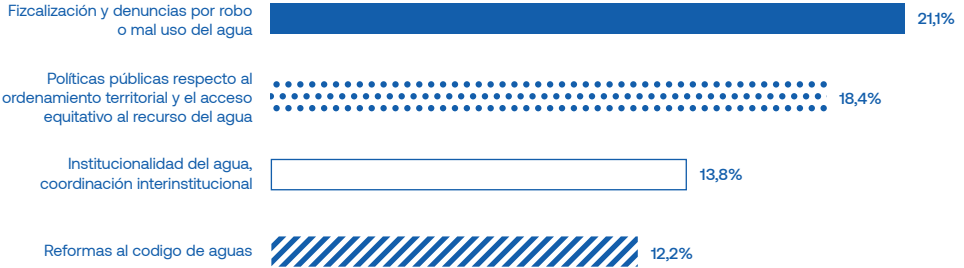 Fizcalización y denuncias por robo
o mal uso del agua
21,1%
Políticas públicas respecto al
ordenamiento territorial y el acceso
equitativo al recurso del agua
18,4%
Institucionalidad del agua,
coordinación interinstitucional
13,8%
Reformas al codigo de aguas
12,2%